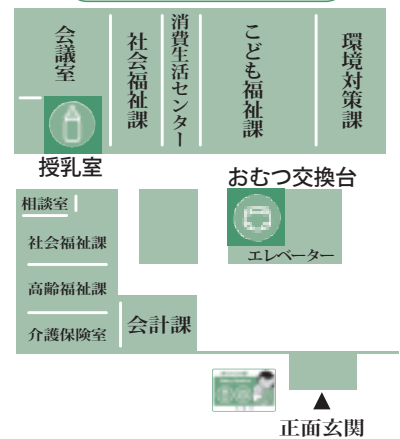 会議室
社会福祉課
消費生活センター
こども福祉課
環境対策課
授乳室
おむつ交換台
エレベーター
相談室
社会福祉課
高齢福祉課
介護保険室
会計課
正面玄関